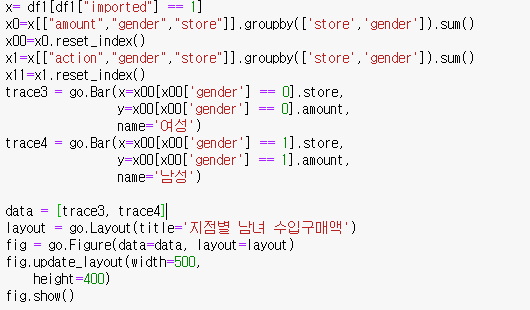 x= df1[df1["imported"] == 1]
x0=x[["amount","gender","store"]].groupby(['store','gender']).sum()
x00=x0.reset_index()
x1=x[["action","gender","store"]].groupby(['store','gender']).sum()
x11=x1.reset_index()
trace3 = go.Bar(x=x00[x00['gender'] == 0].store,
y=x00[x00['gender'] == 0].amount,
name='여성')
trace4 = go.Bar(x=x00[x00['gender'] == 1].store,
y=x00[x00['gender'] == 1].amount,
name='남성')
data = [trace3, trace4]
layout = go.Layout(title='지점별 남녀 수입구매액')
fig = go.Figure(data=data, layout=layout)
fig.update_layout(width=500,
height=400)
fig.show()